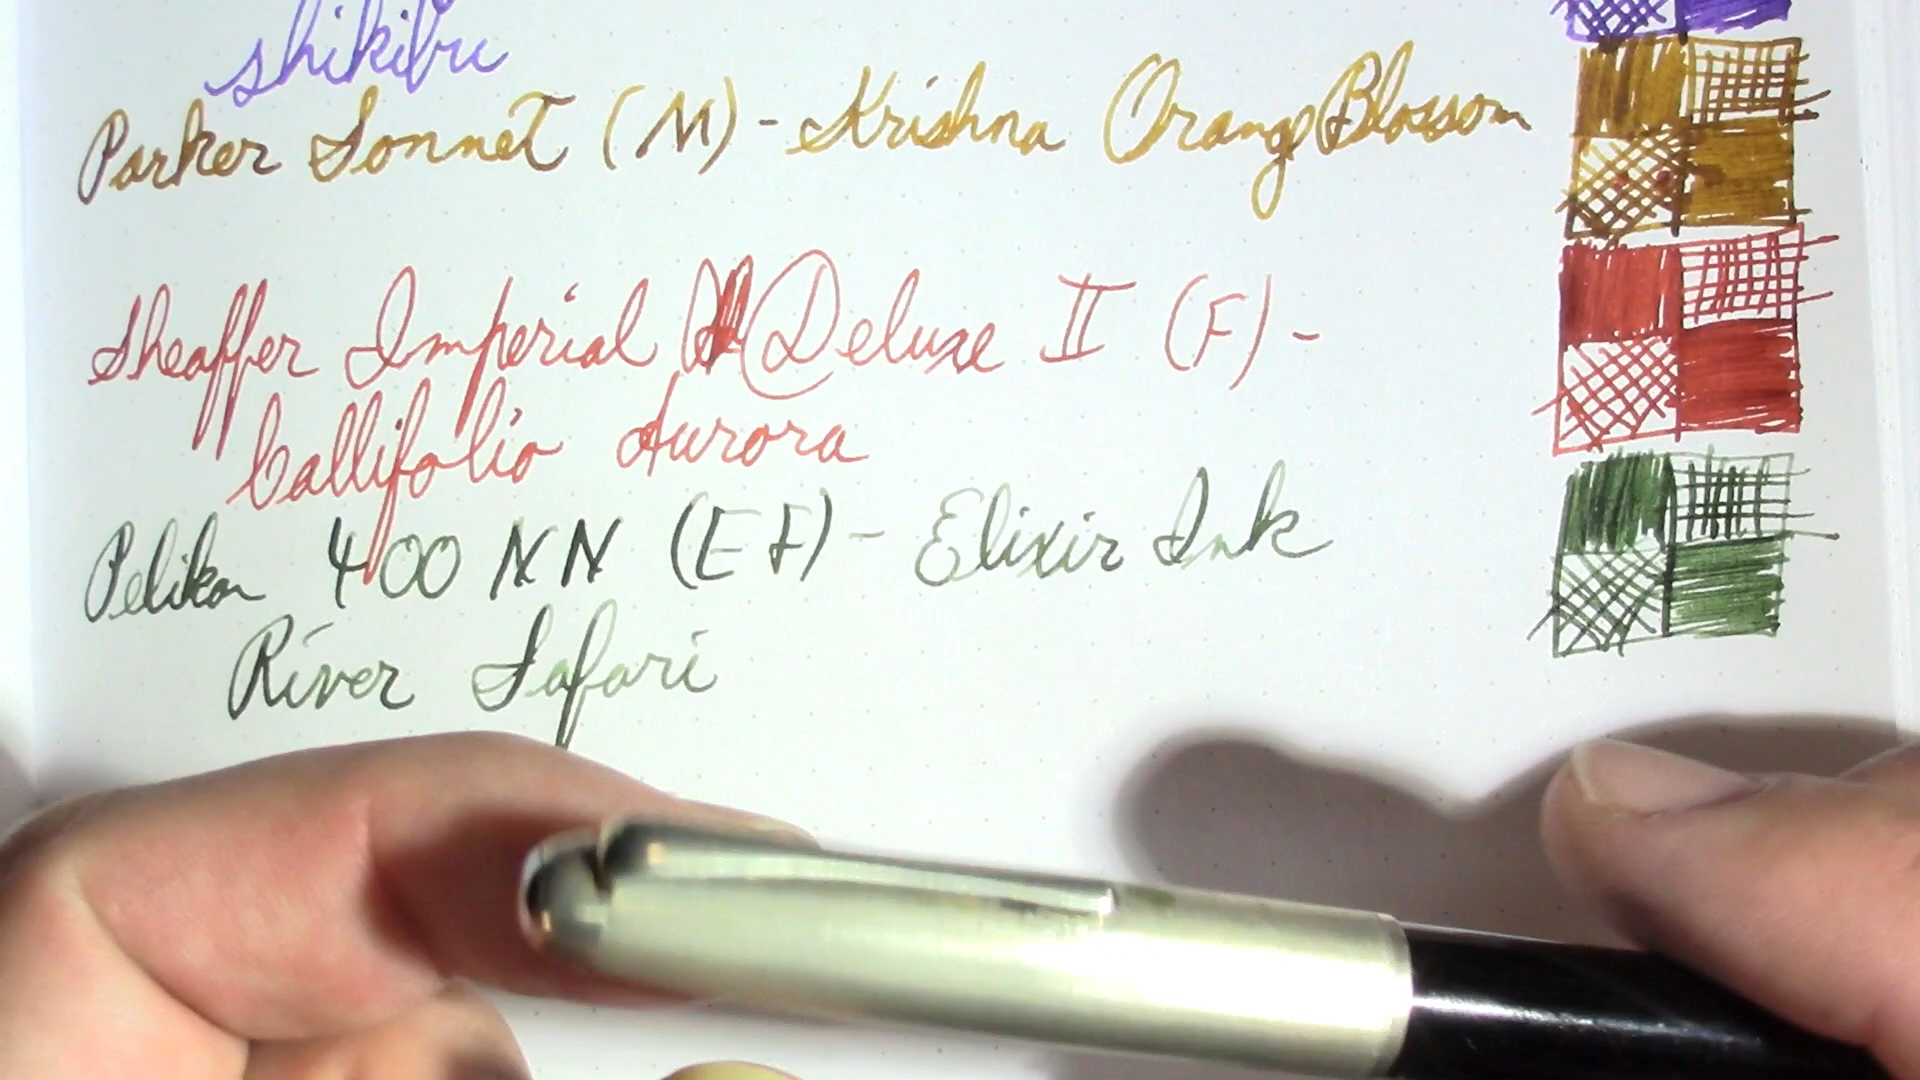 shikibu
Parker Sonnet (M) - Krishna Orange Blossom
Sheaffer Imperial Deluxe II (F) -
Callifolio Aurora
Pelikan 400 NN (EF) - Elixir Ink
River Safari